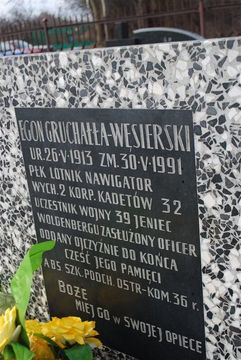 EGON GRUCHAŁŁA-WĘSIERSKI
UR. 26-V-1913 ZM. 30-V-1991
PŁK LOTNIK NAWIGATOR
WYCH. 2 KORP. KADETÓW 32
UCZESTNIK WOJNY 39 JENIEC
WOLGENBERGU ZASŁUŻONY OFICER
ODDANY OJCZYŹNIE DO KOŃCA
CZEŚĆ JEGO PAMIĘCI
ABS SZK. PODCH. OSTR-KOM. 36 r.
BOŻE
MIEJ GO W SWOJEJ OPIECE